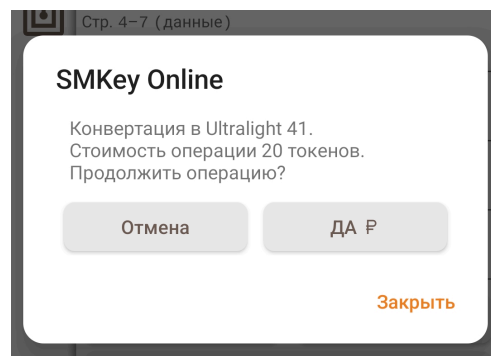 Стр. 4–7 (данные)
SMKey Online
Конвертация в Ultralight 41.
Стоимость операции 20 токенов.
Продолжить операцию?
Отмена
ДА ₽
Закрыть